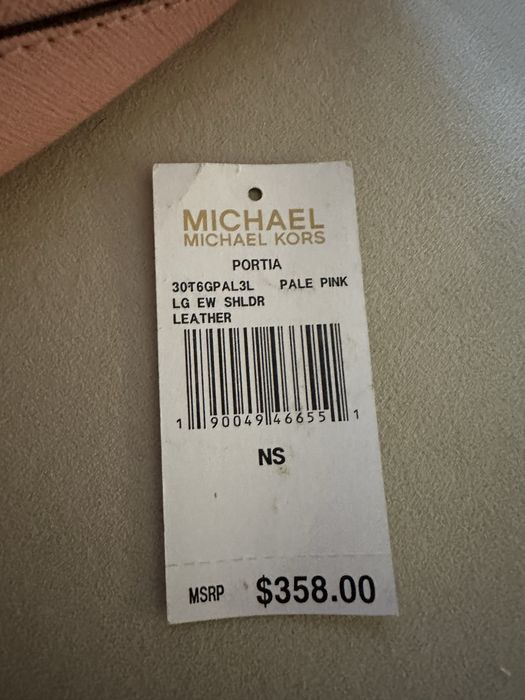 MICHAEL
MICHAEL KORS
PORTIA
30T6GPAL3L PALE PINK
LG EW SHLDR
LEATHER
1 90049 46655 1
NS
MSRP $358.00